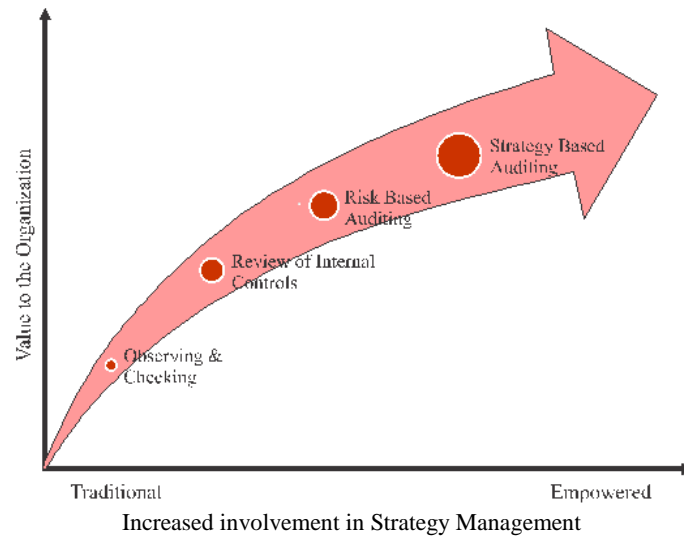 Value to the Organization
Strategy Based
Auditing
Risk Based
Auditing
Review of Internal
Controls
Observing &
Checking
Traditional
Empowered
Increased involvement in Strategy Management